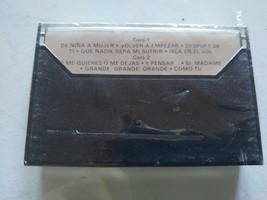 Cara 1
DE NIÑA A MUJER • VOLVER A EMPEZAR • DESPUES DE
TI • QUE NADIE SEPA MI SUFRIR • ISLA EN EL SOL
Cara 2
ME QUIERES O ME DEJAS • Y PENSAR ... • SI, MADAME
• GRANDE, GRANDE, GRANDE • COMO TU